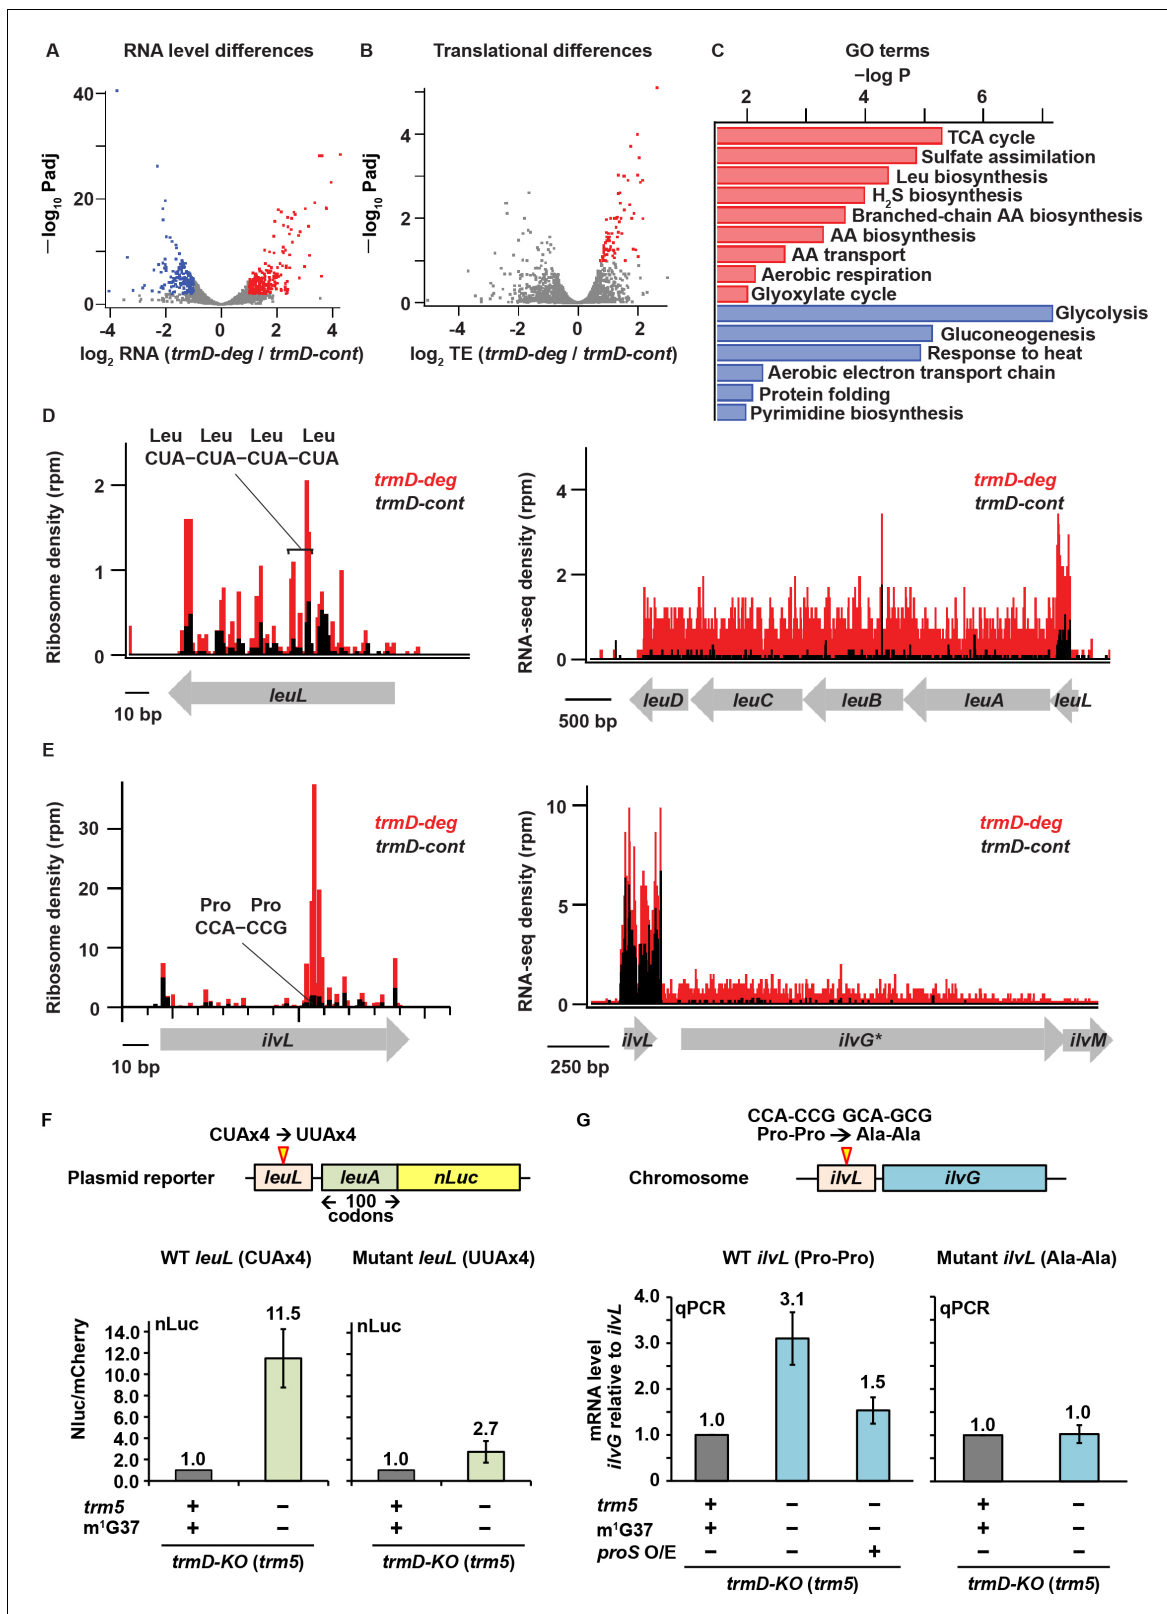 A RNA level differences
40
20
0
— log10 Padj
-4 -2 0 2 4
log2 RNA (trmD-deg / trmD-cont)
B Translational differences
4
2
0
— log10 Padj
-4 -2 0 2
log2 TE (trmD-deg / trmD-cont)
C GO terms
−log P
2 4 6
TCA cycle
Sulfate assimilation
Leu biosynthesis
H2S biosynthesis
Branched-chain AA biosynthesis
AA biosynthesis
AA transport
Aerobic respiration
Glyoxylate cycle
Glycolysis
Gluconeogenesis
Response to heat
Aerobic electron transport chain
Protein folding
Pyrimidine biosynthesis
D
Leu Leu Leu Leu
CUA−CUA−CUA−CUA
trmD-deg
trmD-cont
Ribosome density (rpm)
2
1
0
leuL
10 bp
trmD-deg
trmD-cont
RNA-seq density (rpm)
4
2
0
leuD leuC leuB leuA leuL
500 bp
E
trmD-deg
trmD-cont
Ribosome density (rpm)
30
20
10
0
Pro Pro
CCA−CCG
ilvL
10 bp
trmD-deg
trmD-cont
RNA-seq density (rpm)
10
5
0
ilvL ilvG* ilvM
250 bp
F
CUAx4 → UUAx4
Plasmid reporter
leuL leuA nLuc
← 100 →
codons
WT leuL (CUAx4)
Mutant leuL (UUAx4)
Nluc/mCherry
14.0
12.0
10.0
8.0
6.0
4.0
2.0
0.0
nLuc
1.0
11.5
nLuc
1.0
2.7
trm5 + − + −
m1G37 + − + −
trmD-KO (trm5) trmD-KO (trm5)
G
CCA-CCG GCA-GCG
Pro-Pro → Ala-Ala
Chromosome
ilvL ilvG
WT ilvL (Pro-Pro)
Mutant ilvL (Ala-Ala)
mRNA level
ilvG relative to ilvL
4.0
3.0
2.0
1.0
0
qPCR
1.0
3.1
1.5
qPCR
1.0
1.0
trm5 + − − + −
m1G37 + − − + −
proS O/E − − + − −
trmD-KO (trm5) trmD-KO (trm5)